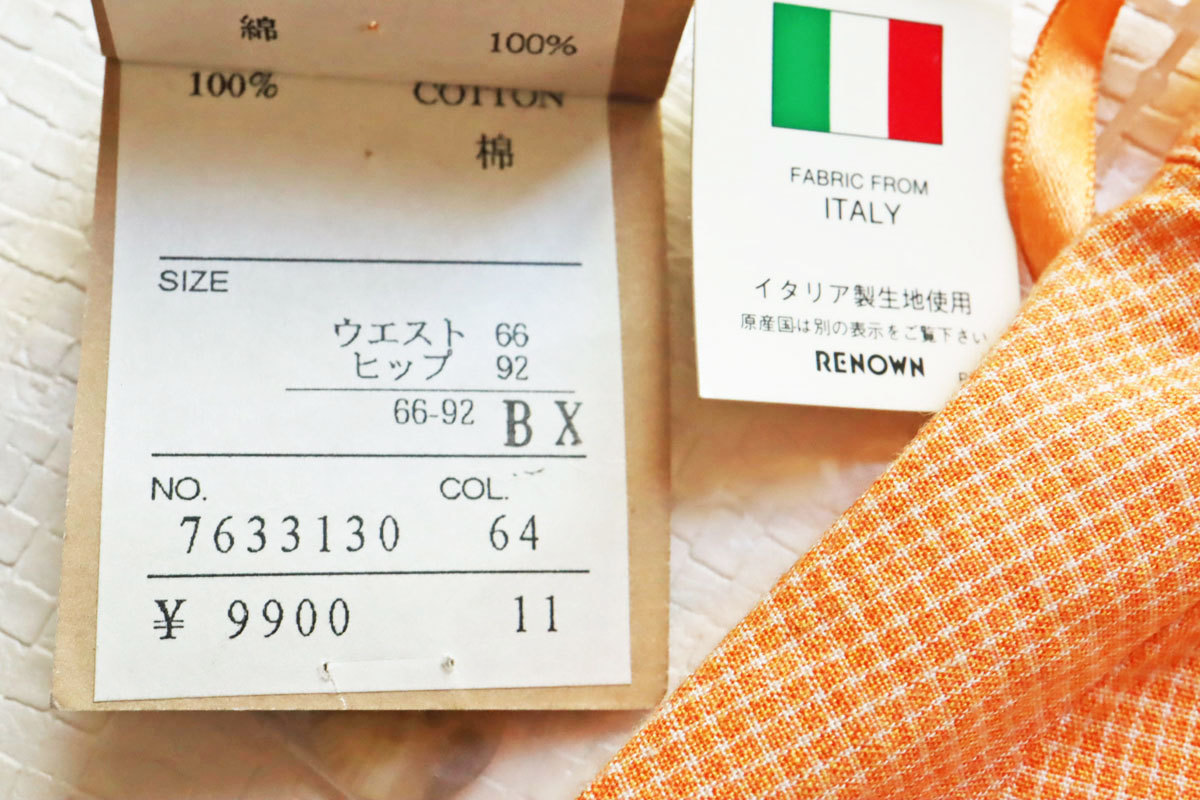 綿
100%
100%
COTTON
棉
SIZE
ウエスト 66
ヒップ 92
66-92 B X
NO. COL.
7633130 64
¥ 9900 11
FABRIC FROM
ITALY
イタリア製生地使用
原産国は別の表示をご覧下さい
RENOWN